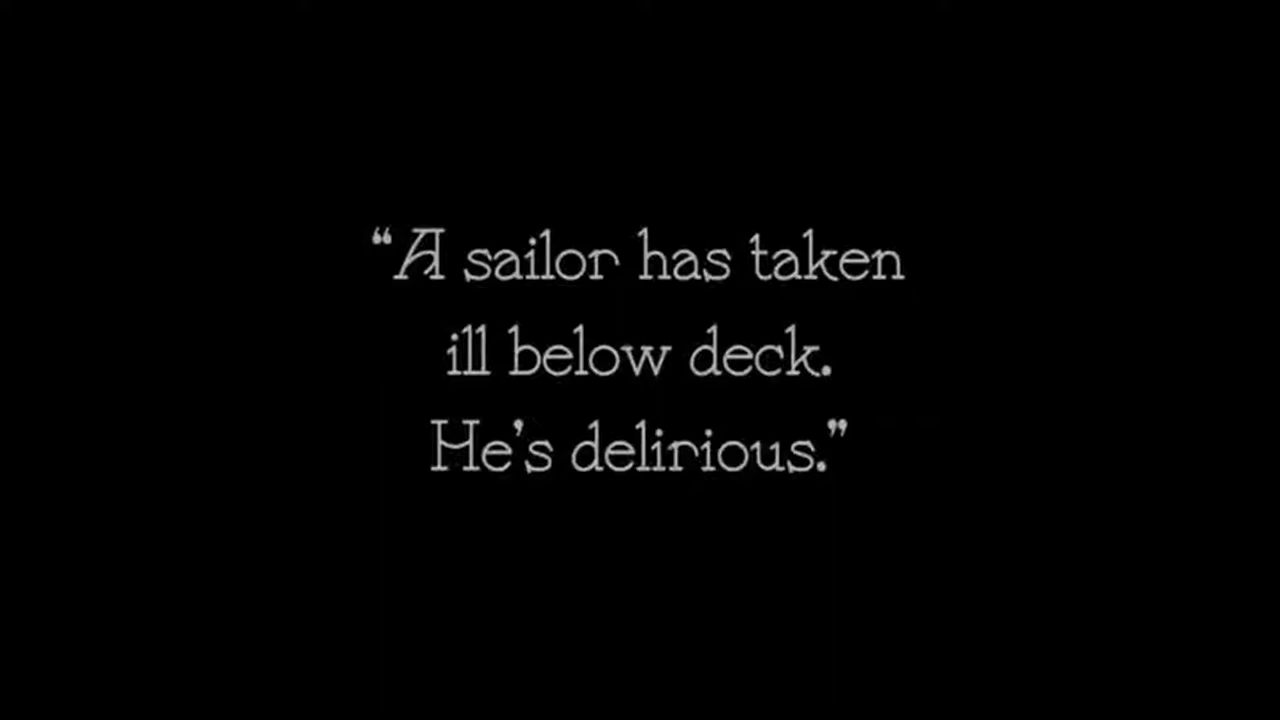 “A sailor has taken
ill below deck.
He’s delirious.”